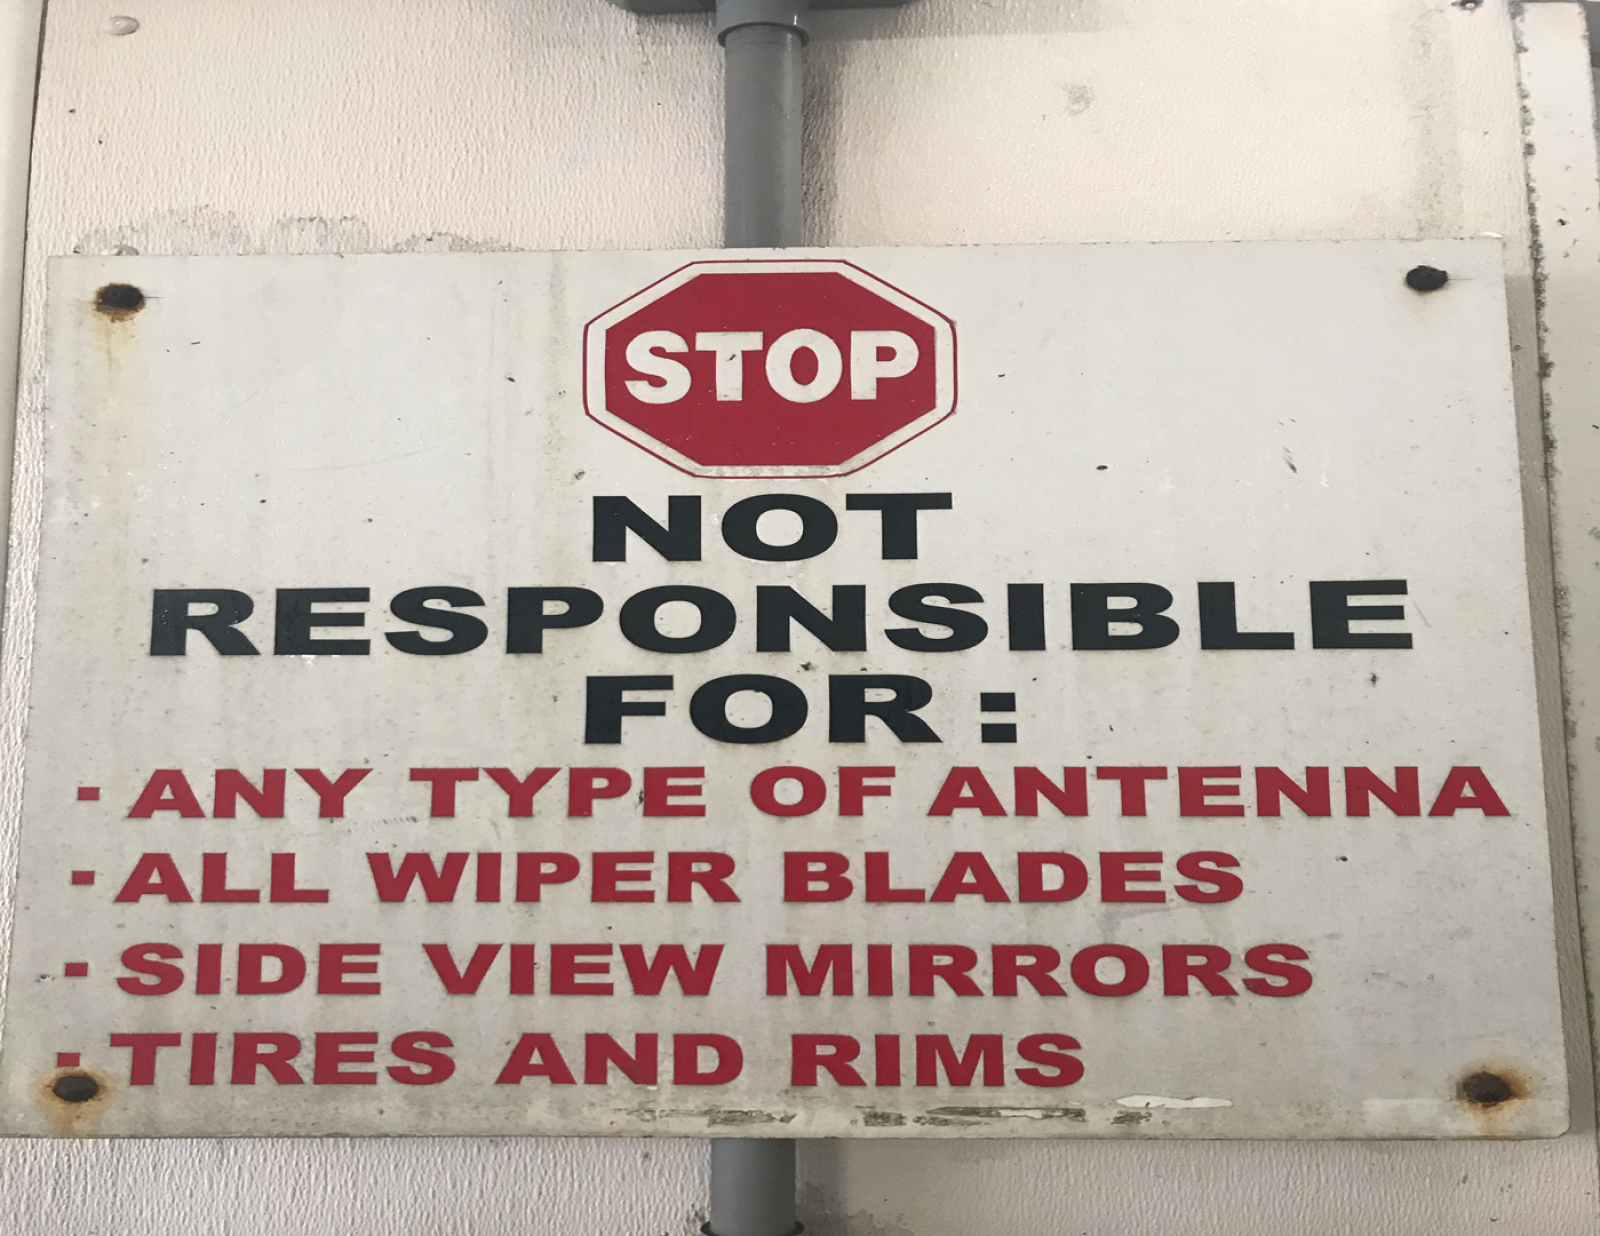 STOP
NOT
RESPONSIBLE
FOR:
- ANY TYPE OF ANTENNA
- ALL WIPER BLADES
- SIDE VIEW MIRRORS
- TIRES AND RIMS